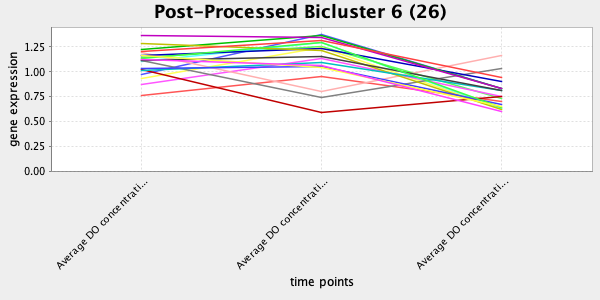 Post-Processed Bicluster 6 (26)
gene expression
1.25
1.00
0.75
0.50
0.25
0.00
Average DO concentrati...
Average DO concentrati...
Average DO concentrati...
time points